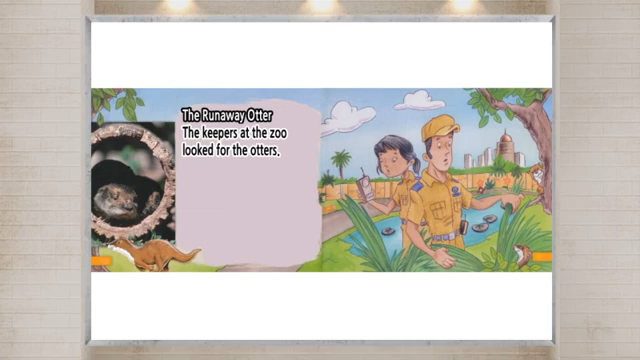 The Runaway Otter
The keepers at the zoo
looked for the otters.